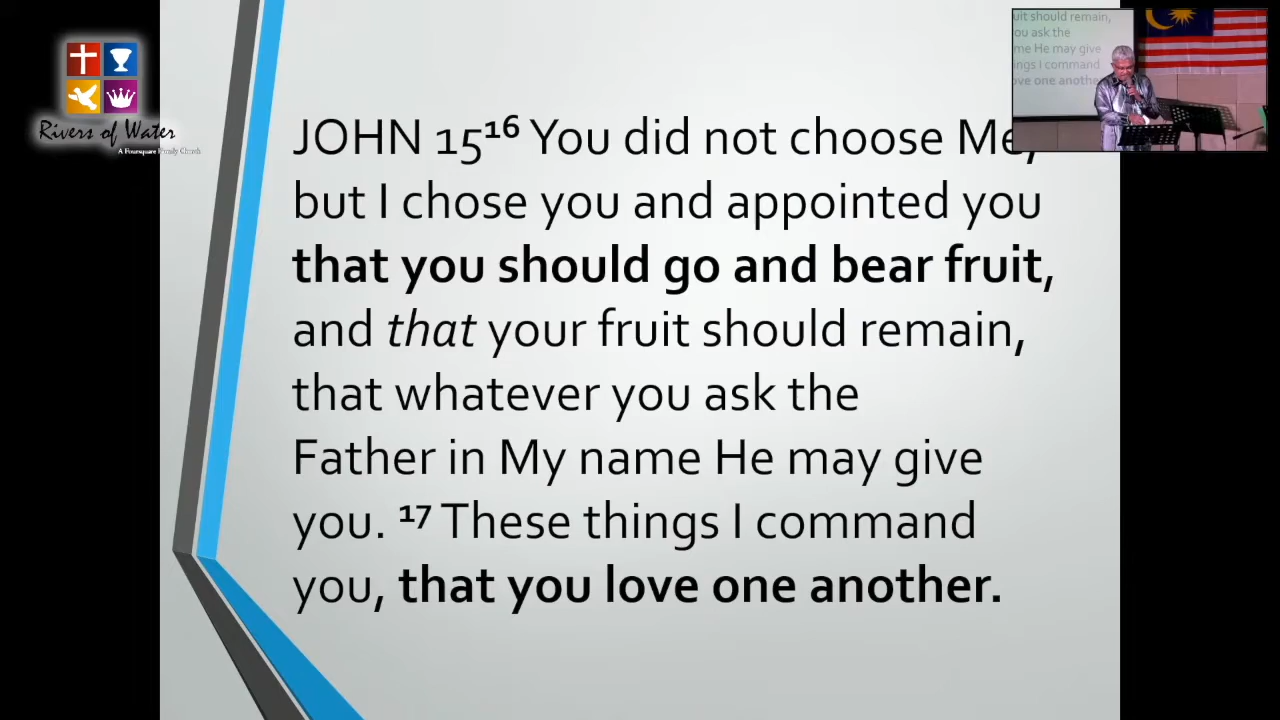 Rivers of Water
A Foursquare Family Church
uit should remain,
ou ask the
me He may give
ings I command
ove one anothe
JOHN 15¹⁶ You did not choose Me,
but I chose you and appointed you
that you should go and bear fruit,
and that your fruit should remain,
that whatever you ask the
Father in My name He may give
you. ¹⁷ These things I command
you, that you love one another.